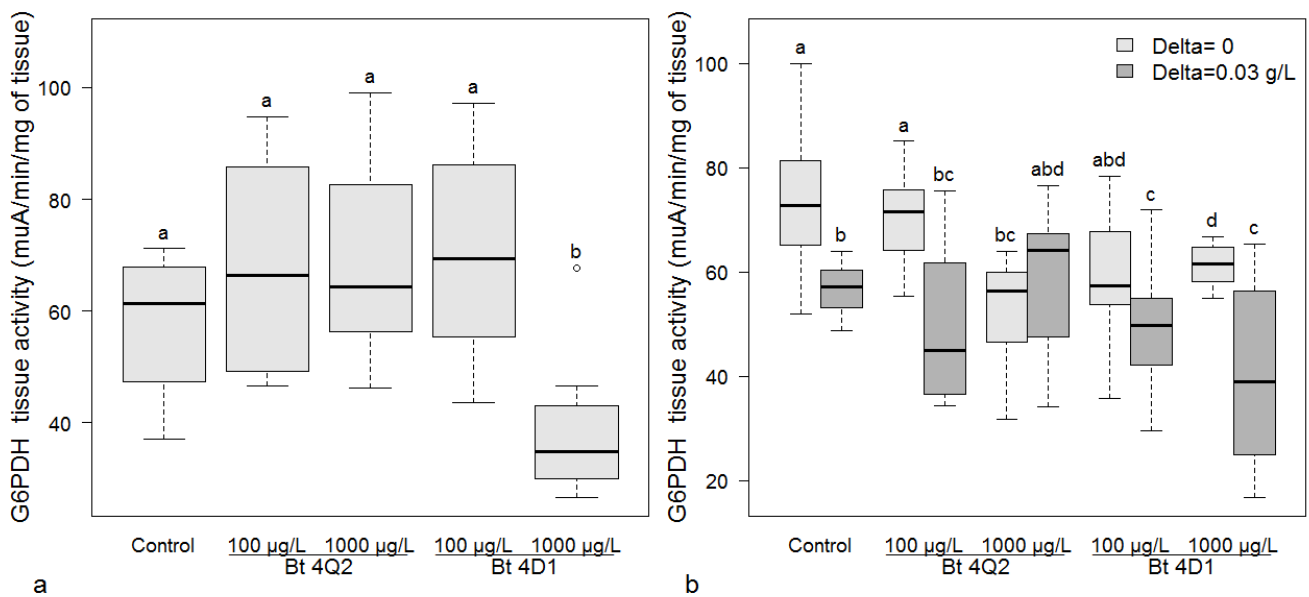 G6PDH tissue activity (muA/min/mg of tissue)
100
80
60
40
a
a
a
a
b
Control
100 µg/L
1000 µg/L
100 µg/L
1000 µg/L
Bt 4Q2
Bt 4D1
a
G6PDH tissue activity (muA/min/mg of tissue)
100
80
60
40
20
Delta= 0
Delta=0.03 g/L
a
b
a
bc
bc
abd
abd
c
d
c
Control
100 µg/L
1000 µg/L
100 µg/L
1000 µg/L
Bt 4Q2
Bt 4D1
b